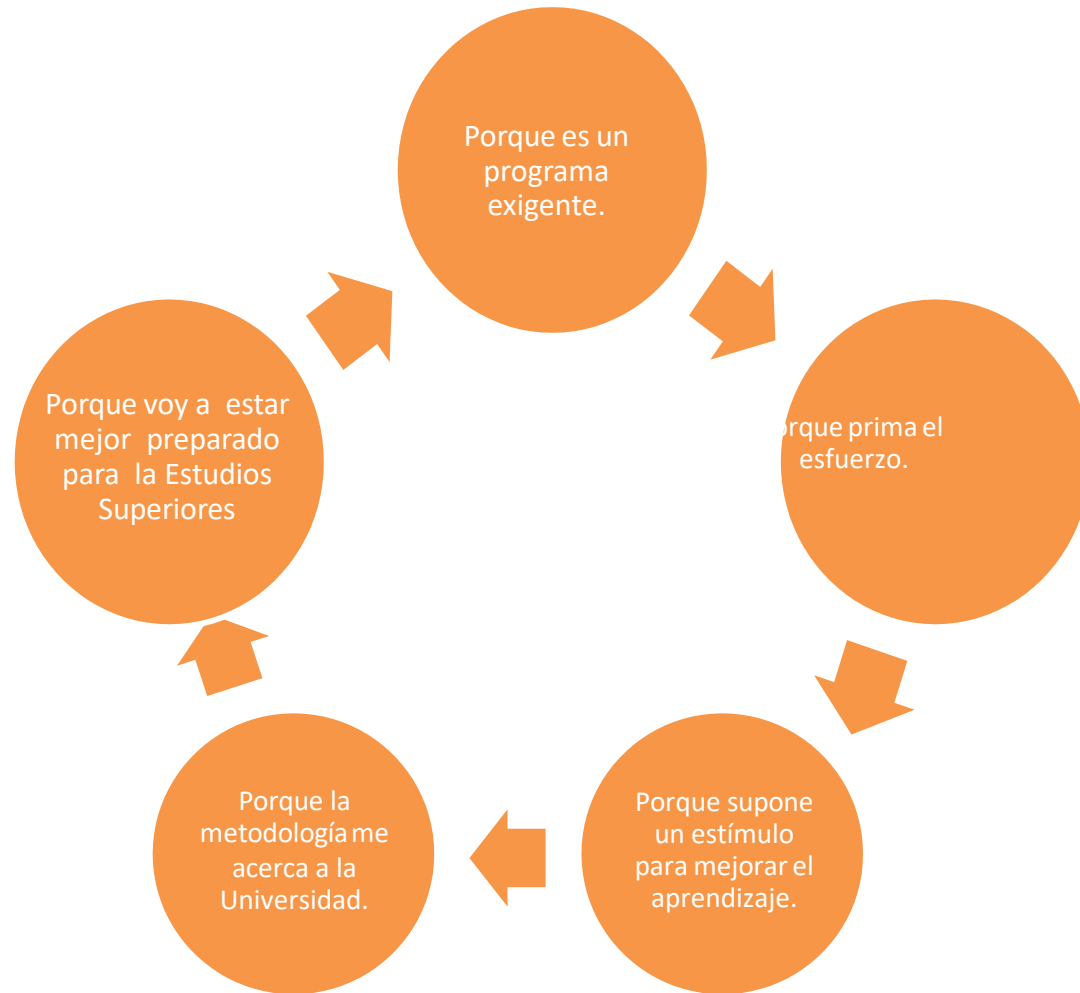 Porque es un
programa
exigente.
orque prima el
esfuerzo.
Porque supone
un estímulo
para mejorar el
aprendizaje.
Porque la
metodología me
acerca a la
Universidad.
Porque voy a estar
mejor preparado
para la Estudios
Superiores